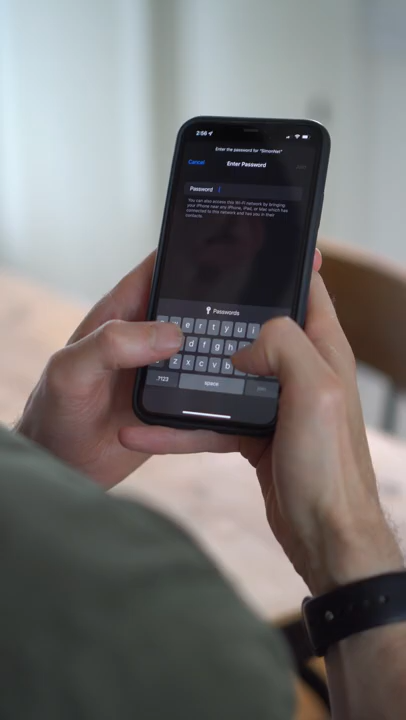 2:56
Enter the password for "SimonNet"
Cancel Enter Password
Password
You can also access this Wi-Fi network by bringing
your iPhone near any iPhone, iPad, or Mac which has
connected to this network and has you in their
contacts.
Passwords
e r t y u i
d f g h
z x c v b
.?123 space join